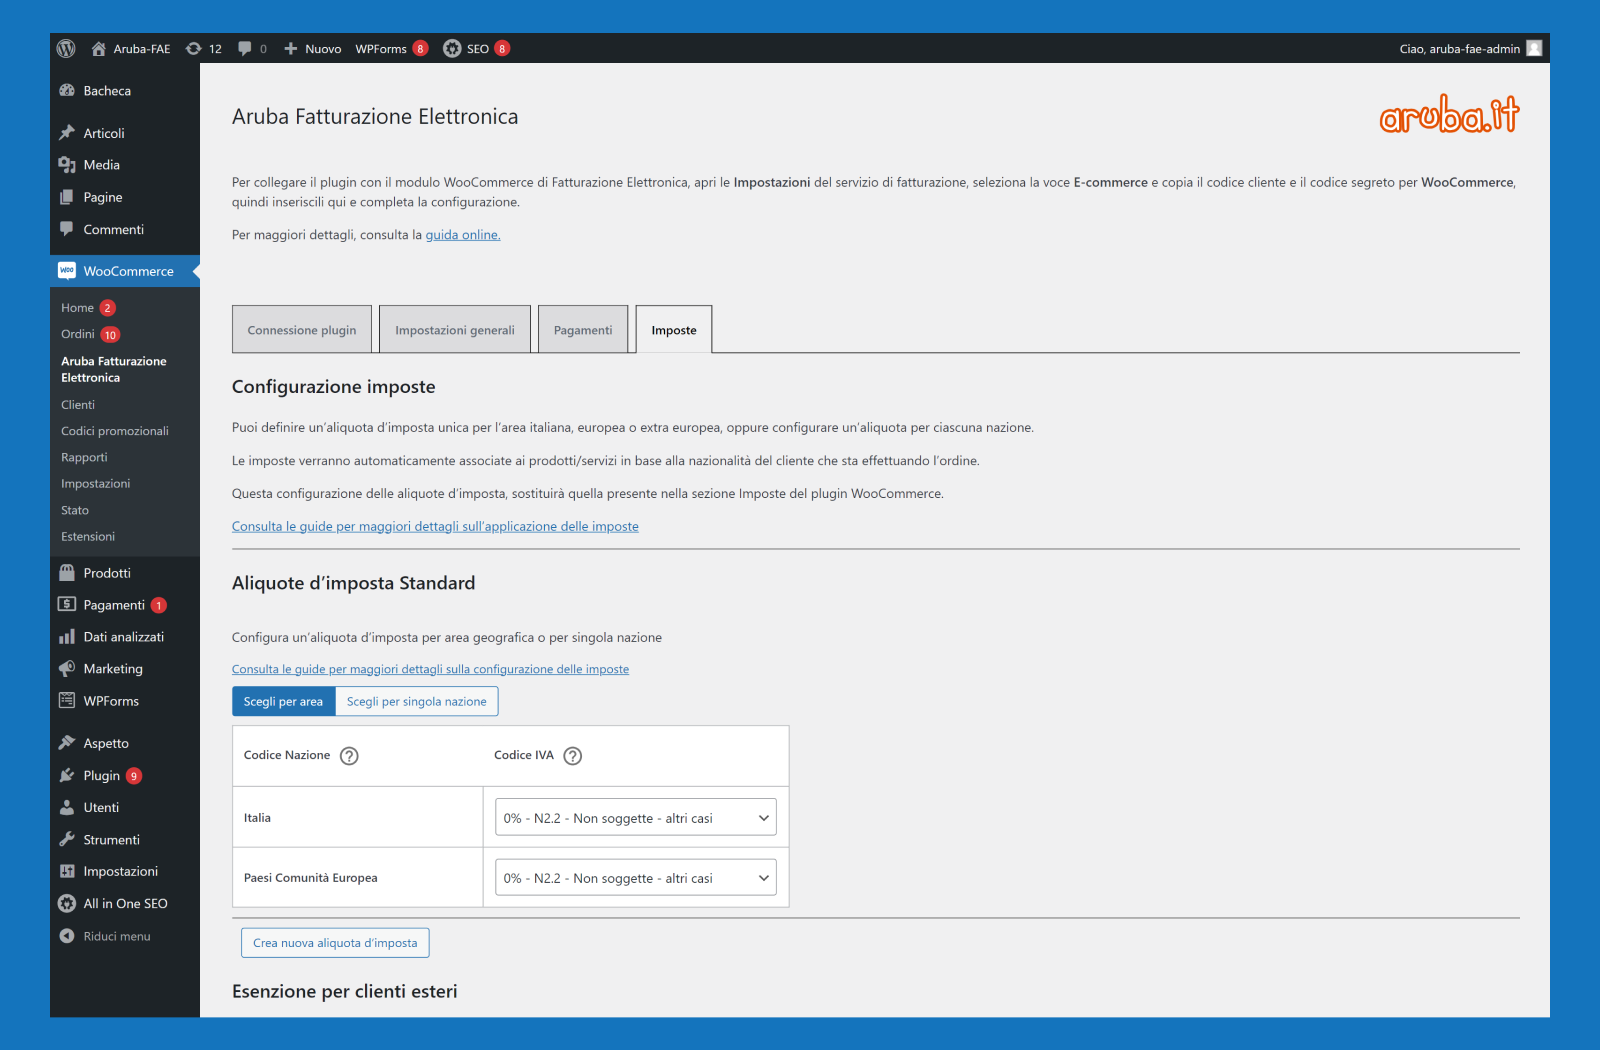 Aruba-FAE 12 0 Nuovo WPForms 8 SEO 8 Ciao, aruba-fae-admin
Bacheca
Articoli
Media
Pagine
Commenti
Woo WooCommerce
Home 2
Ordini 10
Aruba Fatturazione
Elettronica
Clienti
Codici promozionali
Rapporti
Impostazioni
Stato
Estensioni
Prodotti
Pagamenti 1
Dati analizzati
Marketing
WPForms
Aspetto
Plugin 9
Utenti
Strumenti
Impostazioni
All in One SEO
Riduci menu
Aruba Fatturazione Elettronica
aruba.it
Per collegare il plugin con il modulo WooCommerce di Fatturazione Elettronica, apri le Impostazioni del servizio di fatturazione, seleziona la voce E-commerce e copia il codice cliente e il codice segreto per WooCommerce,
quindi inseriscili qui e completa la configurazione.
Per maggiori dettagli, consulta la guida online.
Connessione plugin
Impostazioni generali
Pagamenti
Imposte
Configurazione imposte
Puoi definire un'aliquota d'imposta unica per l'area italiana, europea o extra europea, oppure configurare un'aliquota per ciascuna nazione.
Le imposte verranno automaticamente associate ai prodotti/servizi in base alla nazionalità del cliente che sta effettuando l'ordine.
Questa configurazione delle aliquote d'imposta, sostituirà quella presente nella sezione Imposte del plugin WooCommerce.
Consulta le guide per maggiori dettagli sull'applicazione delle imposte
Aliquote d'imposta Standard
Configura un'aliquota d'imposta per area geografica o per singola nazione
Consulta le guide per maggiori dettagli sulla configurazione delle imposte
Scegli per area
Scegli per singola nazione
Codice Nazione ?
Codice IVA ?
Italia
0% - N2.2 - Non soggette - altri casi
Paesi Comunità Europea
0% - N2.2 - Non soggette - altri casi
Crea nuova aliquota d'imposta
Esenzione per clienti esteri